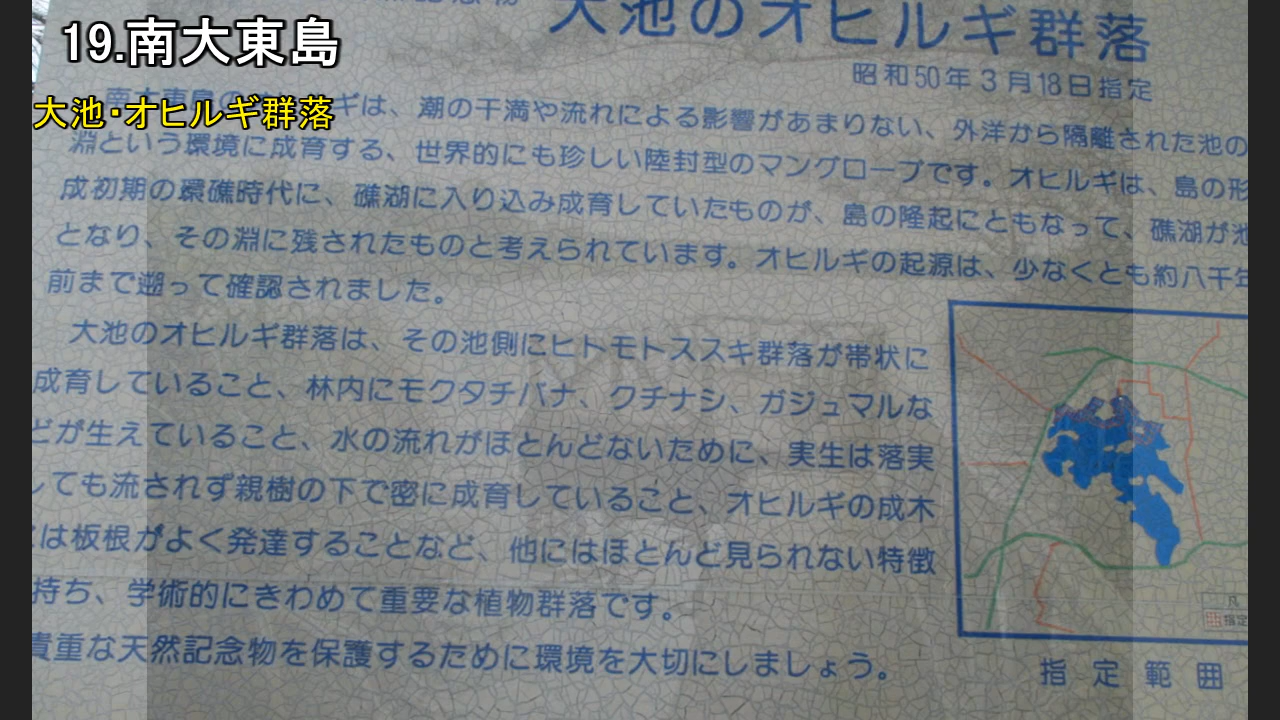 19.南大東島
大池・オヒルギ群落
大池のオヒルギ群落
昭和50年3月18日指定
南大東島の ギは、潮の干満や流れによる影響があまりない、外洋から隔離された池の
淵という環境に成育する、世界的にも珍しい陸封型のマングローブです。オヒルギは、島の形
成初期の環礁時代に、礁湖に入り込み成育していたものが、島の隆起にともなって、礁湖が池
となり、その淵に残されたものと考えられています。オヒルギの起源は、少なくとも約八千年
前まで遡って確認されました。
大池のオヒルギ群落は、その池側にヒトモトススキ群落が帯状に
成育していること、林内にモクタチバナ、クチナシ、ガジュマルな
どが生えていること、水の流れがほとんどないために、実生は落実
しても流されず親樹の下で密に成育していること、オヒルギの成木
には板根がよく発達することなど、他にはほとんど見られない特徴
持ち、学術的にきわめて重要な植物群落です。
貴重な天然記念物を保護するために環境を大切にしましょう。
凡
指定
指定範囲